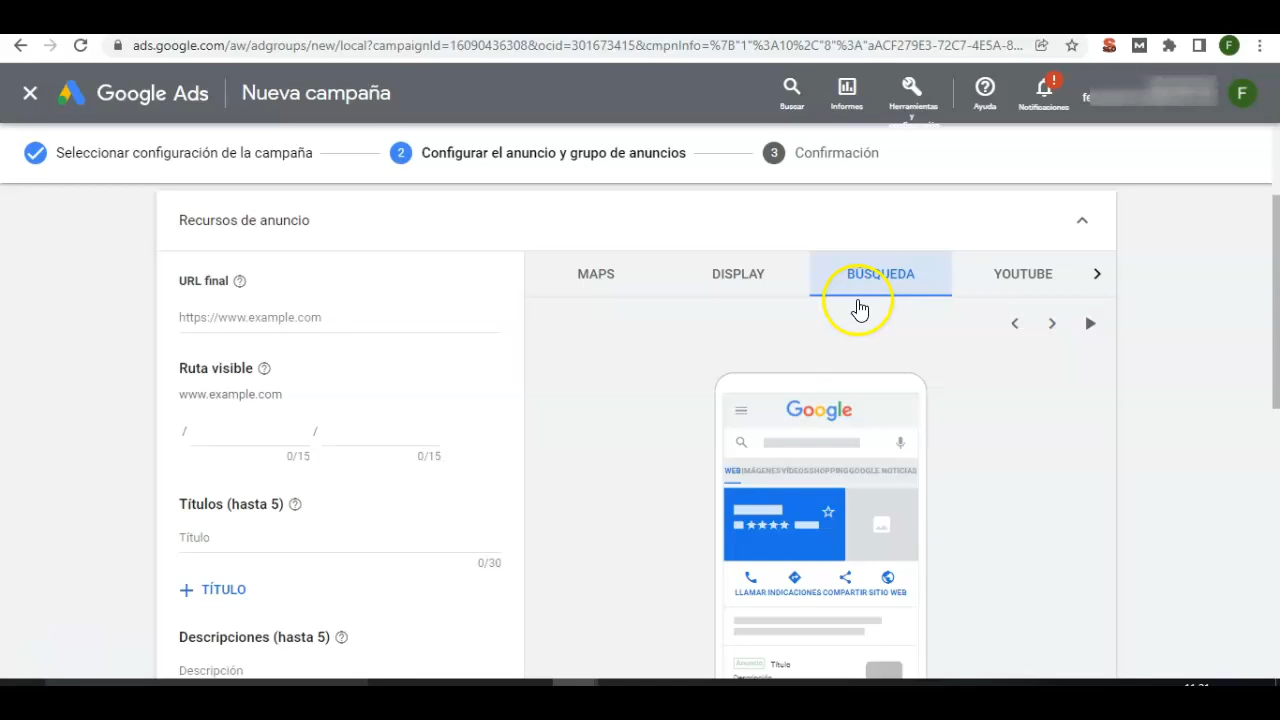 ads.google.com/aw/adgroups/new/local?campaignId=16090436308&ocid=301673415&cmpnInfo=%7B"1"%3A10%2C"8"%3A"aACF279E3-72C7-4E5A-8...
M
F
Google Ads
Nueva campaña
Buscar
Informes
Herramientas
y
configuración
Ayuda
Notificaciones
!
fe
F
Seleccionar configuración de la campaña
2 Configurar el anuncio y grupo de anuncios
3 Confirmación
Recursos de anuncio
URL final
https://www.example.com
Ruta visible
www.example.com
/ /
0/15 0/15
Títulos (hasta 5)
Título
0/30
+ TÍTULO
Descripciones (hasta 5)
Descripción
MAPS DISPLAY BÚSQUEDA YOUTUBE
Google
WEB IMÁGENES VÍDEOS SHOPPING GOOGLE NOTICIAS
LLAMAR INDICACIONES COMPARTIR SITIO WEB
Anuncio Título
Descripción